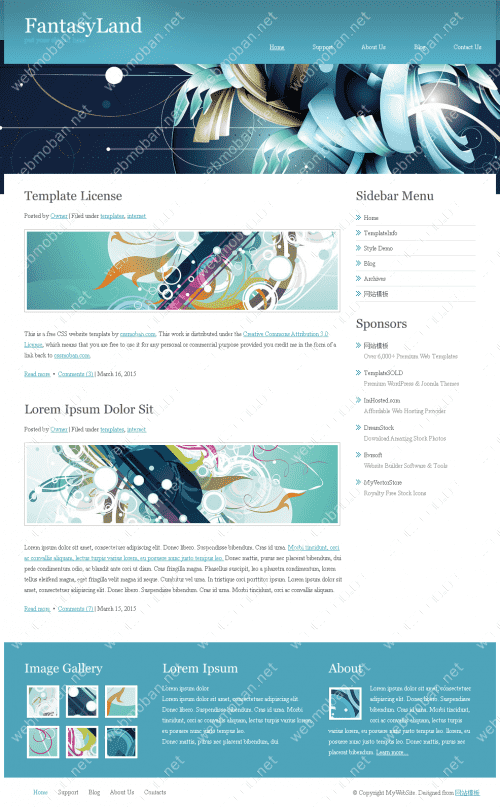 FantasyLand
Home Support About Us Blog Contact Us
webmoban.net
Template License
Posted by Owner | Filed under templates, internet
This is a free CSS website template by cssmoban.com. This work is distributed under the Creative Commons Attribution 3.0
License, which means that you are free to use it for any personal or commercial purpose provided you credit me in the form of a
link back to cssmoban.com.
Read more • Comments (3) | March 16, 2015
Lorem Ipsum Dolor Sit
Posted by Owner | Filed under templates, internet
Lorem ipsum dolor sit amet, consectetuer adipiscing elit. Donec libero. Suspendisse bibendum. Cras id urna. Morbi tincidunt, orci
ac convallis aliquam, lectus turpis varius lorem, eu posuere nunc justo tempus leo. Donec mattis, purus nec placerat bibendum, dui
pede condimentum odio, ac blandit ante orci ut diam. Cras fringilla magna. Phasellus suscipit, leo a pharetra condimentum, lorem
tellus eleifend magna, eget fringilla velit magna id neque. Curabitur vel urna. In tristique orci porttitor ipsum. Lorem ipsum dolor sit
amet, consectetuer adipiscing elit. Donec libero. Suspendisse bibendum. Cras id urna. Morbi tincidunt, orci ac convallis aliquam.
Read more • Comments (7) | March 15, 2015
Sidebar Menu
Home
TemplateInfo
Style Demo
Blog
Archives
网站模板
Sponsors
网站模板
Over 6,000+ Premium Web Templates
TemplateSOLD
Premium WordPress & Joomla Themes
ImHosted.com
Affordable Web Hosting Provider
DreamStock
Download Amazing Stock Photos
Evrsoft
Website Builder Software & Tools
MyVectorStore
Royalty Free Stock Icons
Image Gallery
Lorem Ipsum
Lorem ipsum dolor
Lorem ipsum dolor sit amet, consectetuer adipiscing elit.
Donec libero. Suspendisse bibendum. Cras id urna. Morbi
tincidunt, orci ac convallis aliquam, lectus turpis varius lorem,
eu posuere nunc justo tempus leo.
Donec mattis, purus nec placerat bibendum, dui
About
Lorem ipsum dolor sit amet, consectetuer
adipiscing elit. Donec libero. Suspendisse
bibendum. Cras id urna. Morbi tincidunt, orci
ac convallis aliquam, lectus turpis varius lorem, eu
posuere nunc justo tempus leo. Donec mattis, purus nec
placerat bibendum. Learn more...
Home Support Blog About Us Contacts
© Copyright MyWebSite. Designed from 网站模板